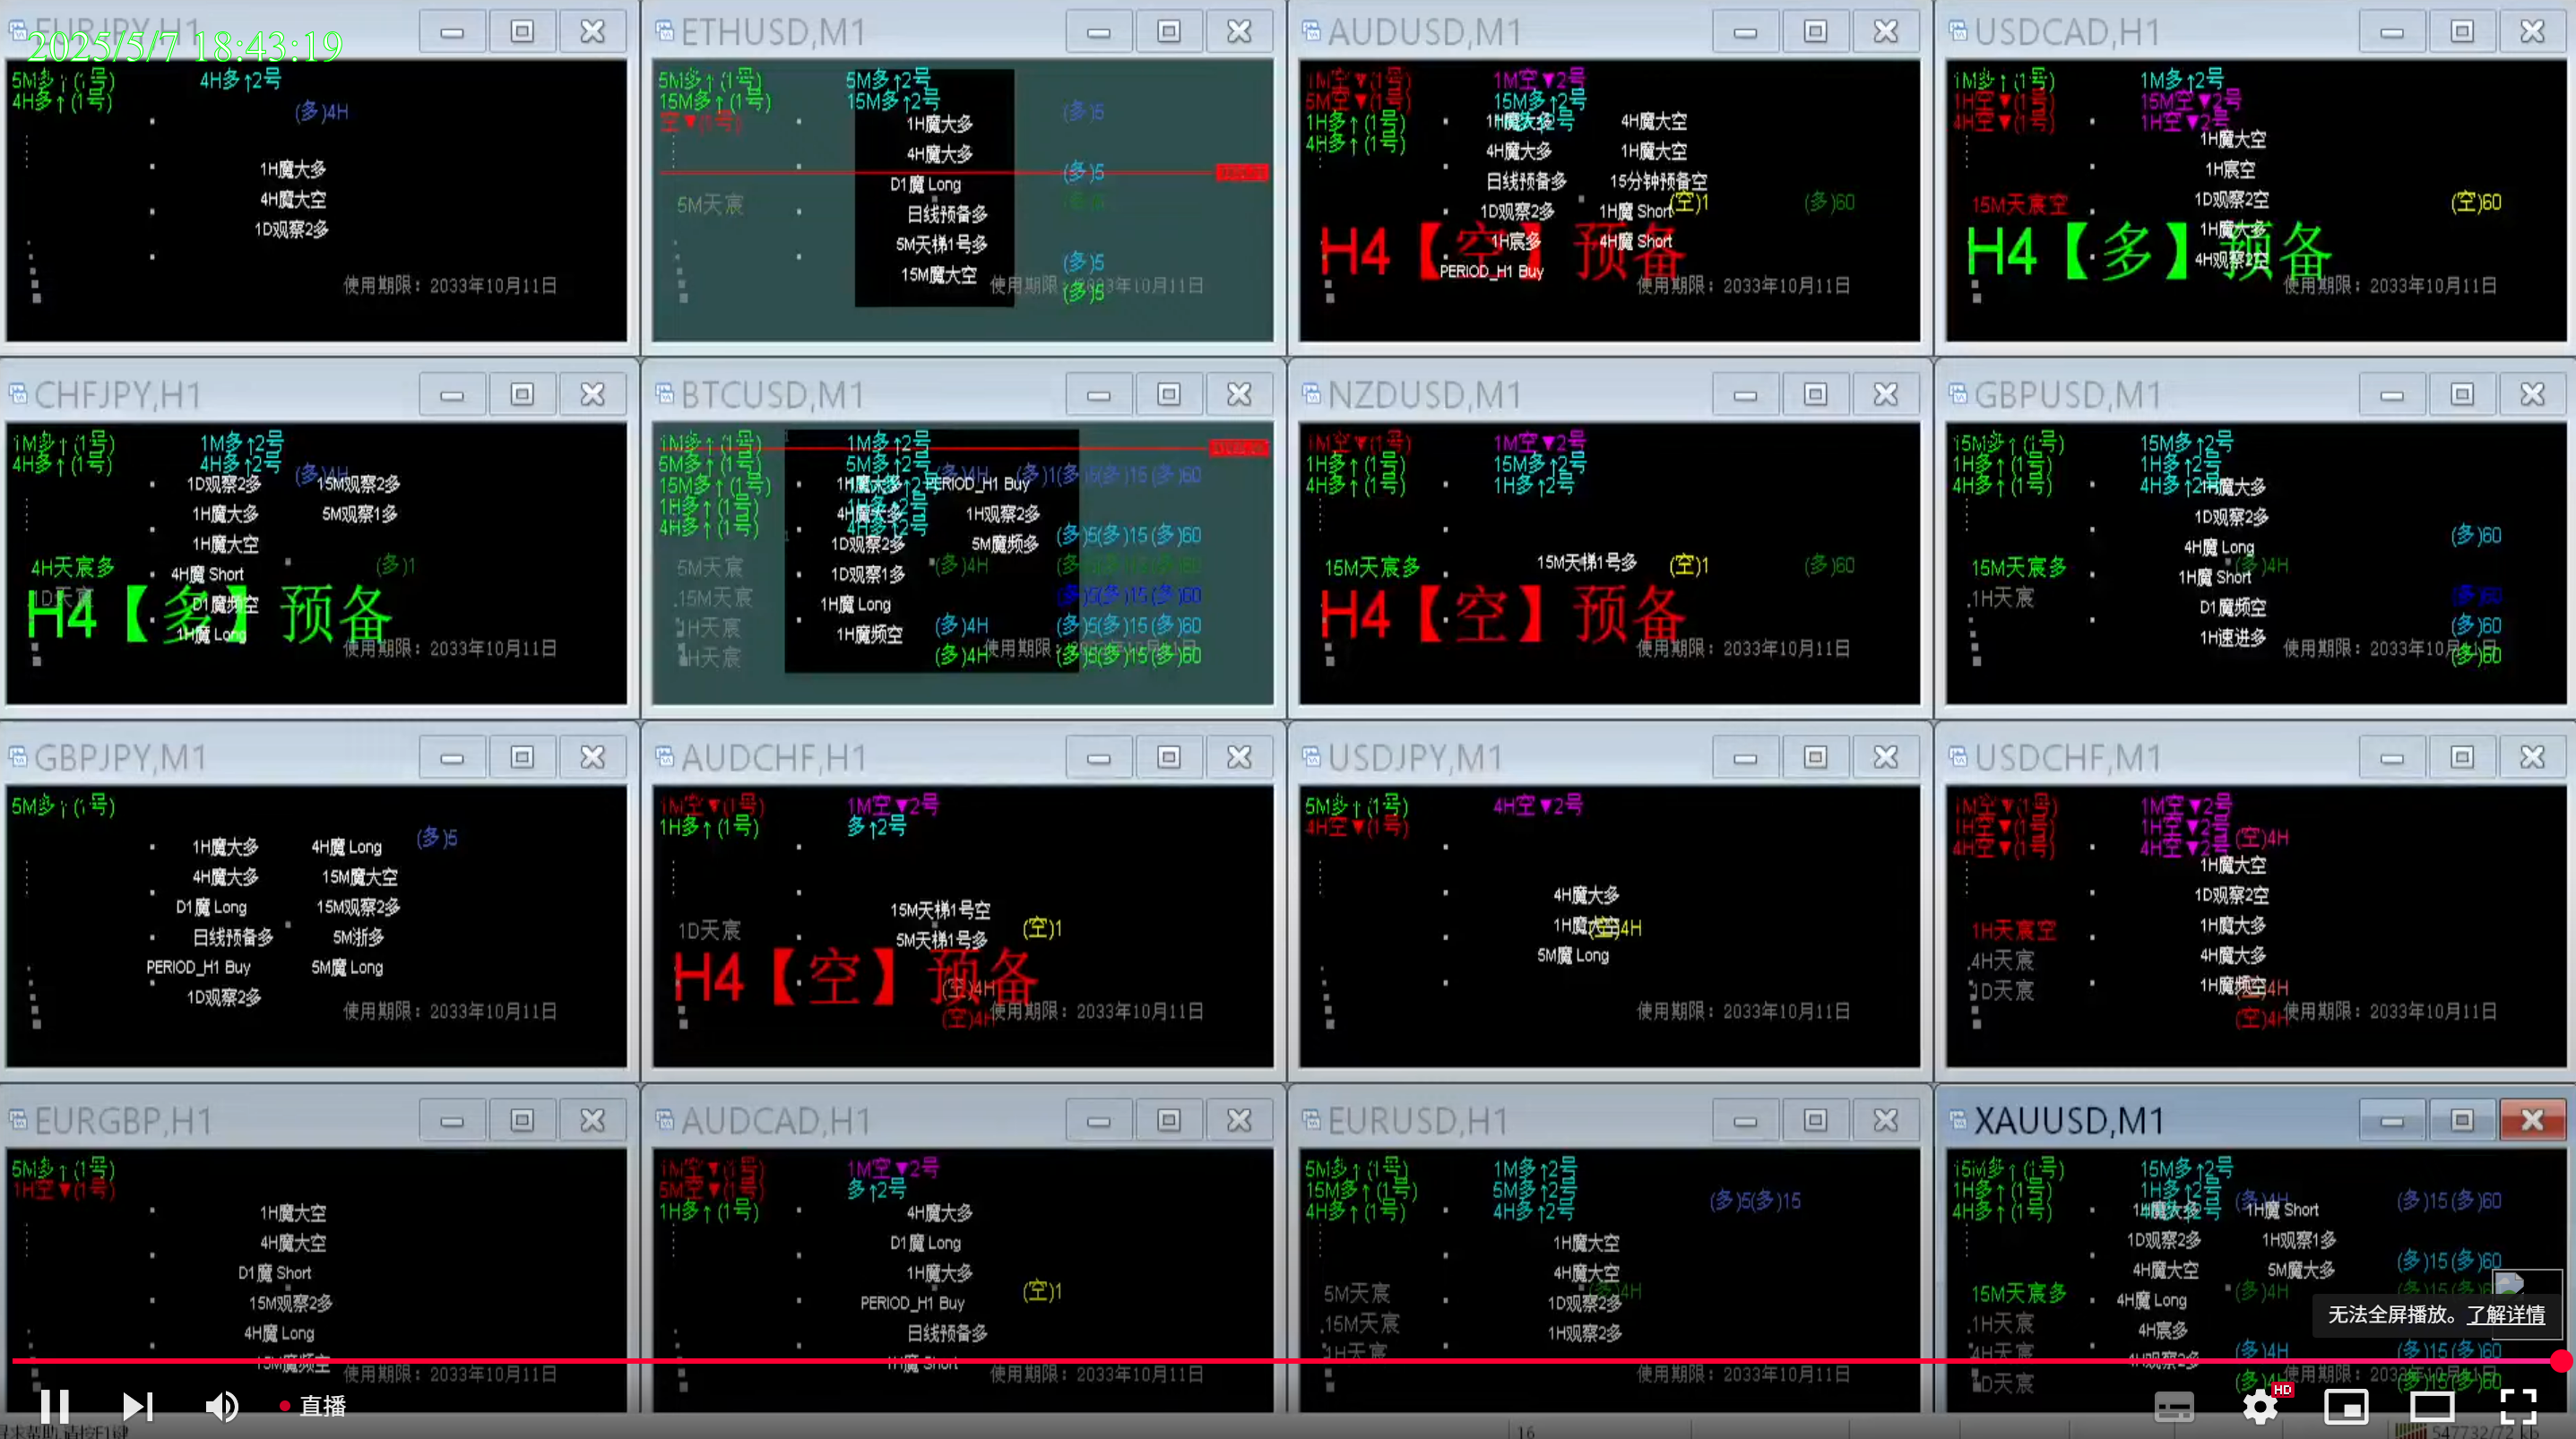 EURJPY,H1
2025/5/7 18:43:19
5M多↑(1号)
4H多↑2号
4H多↑(1号)
(多)4H
1H魔大多
4H魔大空
1D观察2多
使用期限：2033年10月11日
ETHUSD,M1
5M多↑(1号)
5M多↑2号
15M多↑(1号)
15M多↑2号
空▼(1号)
(多)5
1H魔大多
4H魔大多
(多)5
D1魔 Long
5M天宸
日线预备多
5M天梯1号多
(多)5
15M魔大空
(多)5
使用期限：
AUDUSD,M1
1M空▼(1号)
1M空▼2号
5M空▼(1号)
15M多↑2号
1H多↑(1号)
4H多↑(1号)
1H魔大多
4H魔大空
4H魔大多
1H魔大空
日线预备多
15分钟预备空
1D观察2多
1H魔 Short
(空)1
(多)60
1H宸多
4H魔 Short
H4【空】预备
PERIOD_H1 Buy
使用期限：2033年10月11日
USDCAD,H1
1M多↑(1号)
1M多↑2号
1H空▼(1号)
15M空▼2号
4H空▼(1号)
1H空▼2号
1H魔大空
1H宸空
1D观察2空
15M天宸空
(空)60
1H魔大多
H4【多】预备
4H观察2空
使用期限：2033年10月11日
CHFJPY,H1
1M多↑(1号)
1M多↑2号
4H多↑(1号)
4H多↑2号
(多)4H
1D观察2多
15M观察2多
1H魔大多
5M观察1多
1H魔大空
4H天宸多
4H魔 Short
(多)1
1D天宸
D1魔频空
H4【多】预备
1H魔 Long
使用期限：2033年10月11日
BTCUSD,M1
1M多↑(1号)
1M多↑2号
5M多↑(1号)
5M多↑2号
15M多↑(1号)
1H多↑(1号)
4H多↑(1号)
4H多↑2号
(多)4H
(多)1(多)5(多)15(多)60
1H魔大多
PERIOD_H1 Buy
4H魔大多
1H观察2多
1D观察2多
5M魔频多
(多)5(多)15(多)60
5M天宸
1D观察1多
(多)4H
15M天宸
1H魔 Long
(多)5(多)15(多)60
1H天宸
1H魔频空
(多)4H
(多)5(多)15(多)60
4H天宸
(多)4H
(多)5(多)15(多)60
使用期限：
NZDUSD,M1
1M空▼(1号)
1M空▼2号
1H多↑(1号)
15M多↑2号
4H多↑(1号)
1H多↑2号
15M天宸多
15M天梯1号多
(空)1
(多)60
H4【空】预备
使用期限：2033年10月11日
GBPUSD,M1
15M多↑(1号)
15M多↑2号
1H多↑(1号)
1H多↑2号
4H多↑(1号)
4H多↑2号
1H魔大多
1D观察2多
(多)60
4H魔 Long
15M天宸多
(多)4H
1H魔 Short
1H天宸
D1魔频空
(多)60
1H速进多
(多)60
(多)60
使用期限：2033年10月11日
GBPJPY,M1
5M多↑(1号)
1H魔大多
4H魔 Long
(多)5
4H魔大多
15M魔大空
D1魔 Long
15M观察2多
日线预备多
5M浙多
PERIOD_H1 Buy
5M魔 Long
1D观察2多
使用期限：2033年10月11日
AUDCHF,H1
1M空▼(1号)
1M空▼2号
1H多↑(1号)
多↑2号
15M天梯1号空
1D天宸
5M天梯1号多
(空)1
H4【空】预备
(空)4H
(空)4H
使用期限：2033年10月11日
USDJPY,M1
5M多↑(1号)
4H空▼2号
4H空▼(1号)
4H魔大多
1H魔大空
(空)4H
5M魔 Long
使用期限：2033年10月11日
USDCHF,M1
1M空▼(1号)
1M空▼2号
1H空▼(1号)
1H空▼2号
4H空▼(1号)
4H空▼2号
(空)4H
1H魔大空
1D观察2空
1H天宸空
1H魔大多
4H天宸
4H魔大多
1D天宸
1H魔频空
(空)4H
(空)4H
使用期限：2033年10月11日
EURGBP,H1
5M多↑(1号)
1H空▼(1号)
1H魔大空
4H魔大空
D1魔 Short
15M观察2多
4H魔 Long
15M魔频空
使用期限：2033年10月11日
AUDCAD,H1
1M空▼(1号)
1M空▼2号
5M空▼(1号)
多↑2号
1H多↑(1号)
4H魔大多
D1魔 Long
1H魔大多
(空)1
PERIOD_H1 Buy
日线预备多
1H魔 Short
使用期限：2033年10月11日
EURUSD,H1
5M多↑(1号)
1M多↑2号
15M多↑(1号)
5M多↑2号
4H多↑(1号)
4H多↑2号
(多)5(多)15
1H魔大空
4H魔大空
5M天宸
(多)4H
1D观察2多
15M天宸
1H观察2多
1H天宸
使用期限：2033年10月11日
XAUUSD,M1
15M多↑(1号)
15M多↑2号
1H多↑(1号)
1H多↑2号
4H多↑(1号)
(多)4H
(多)15(多)60
1H魔大多
1H魔 Short
1D观察2多
1H观察1多
4H魔大空
5M魔大多
(多)15(多)60
15M天宸多
4H魔 Long
(多)4H
1H天宸
4H宸多
无法全屏播放。了解详情
4H天宸
4H观察2多
(多)4H
(多)15(多)60
1D天宸
使用期限：2033年10月11日
直播
HD
16
547732/72 kb